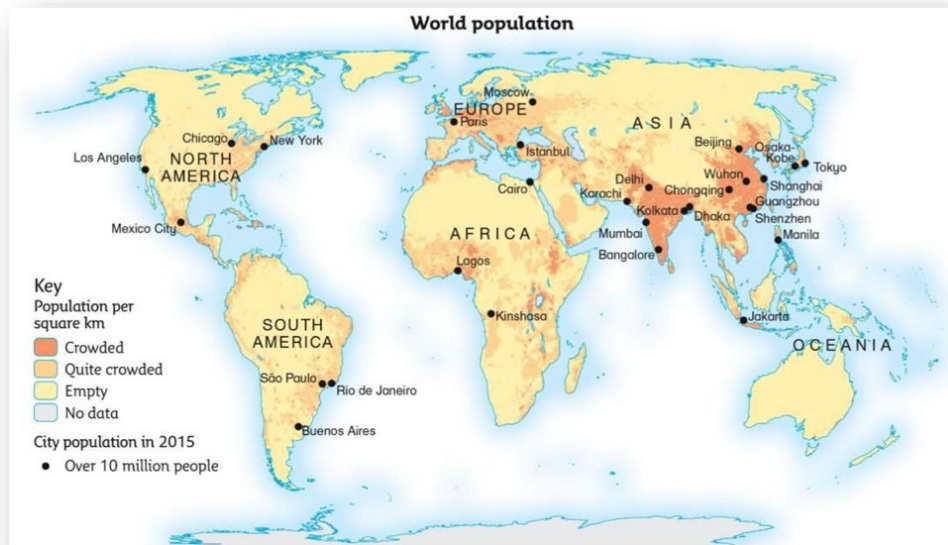 World population
Moscow
EUROPE
Paris
ASIA
Chicago
New York
Istanbul
Beijing
Osaka-
Kobe
Tokyo
Los Angeles
NORTH
AMERICA
Cairo
Delhi
Karachi
Wuhan
Chongqing
Shanghai
Guangzhou
Kolkata
Dhaka
Shenzhen
Mexico City
AFRICA
Mumbai
Manila
Bangalore
Lagos
Key
Population per
square km
Crowded
Quite crowded
Empty
No data
City population in 2015
Over 10 million people
SOUTH
AMERICA
Kinshasa
Jakarta
OCEANIA
São Paulo
Rio de Janeiro
Buenos Aires